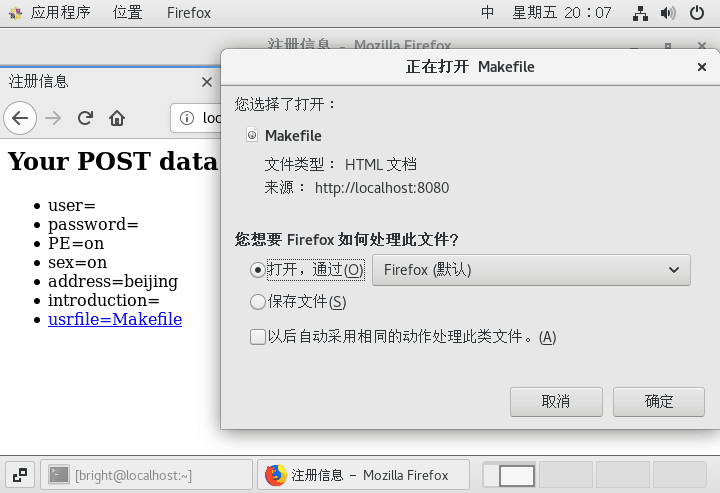 应用程序 位置 Firefox 中 星期五 20：07
注册信息 - Mozilla Firefox
正在打开 Makefile
注册信息
您选择了打开：
loc
Makefile
文件类型： HTML 文档
来源： http://localhost:8080
Your POST data
user=
password=
PE=on
sex=on
address=beijing
introduction=
usrfile=Makefile
您想要 Firefox 如何处理此文件?
打开，通过(O) Firefox (默认)
保存文件(S)
以后自动采用相同的动作处理此类文件。(A)
取消 确定
[bright@localhost:~] 注册信息 - Mozilla Firefox